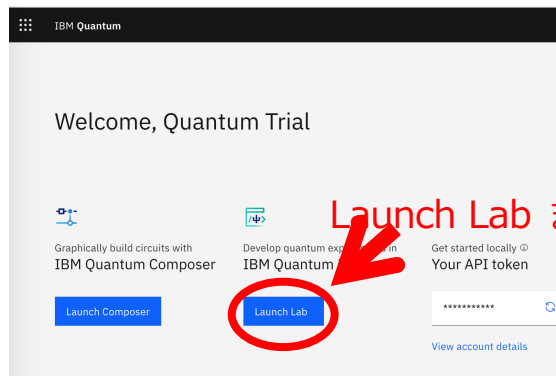 IBM Quantum
Welcome, Quantum Trial
Launch Lab
Graphically build circuits with
IBM Quantum Composer
Launch Composer
Develop quantum in
IBM Quantum
Launch Lab
Get started locally
Your API token
***********
View account details